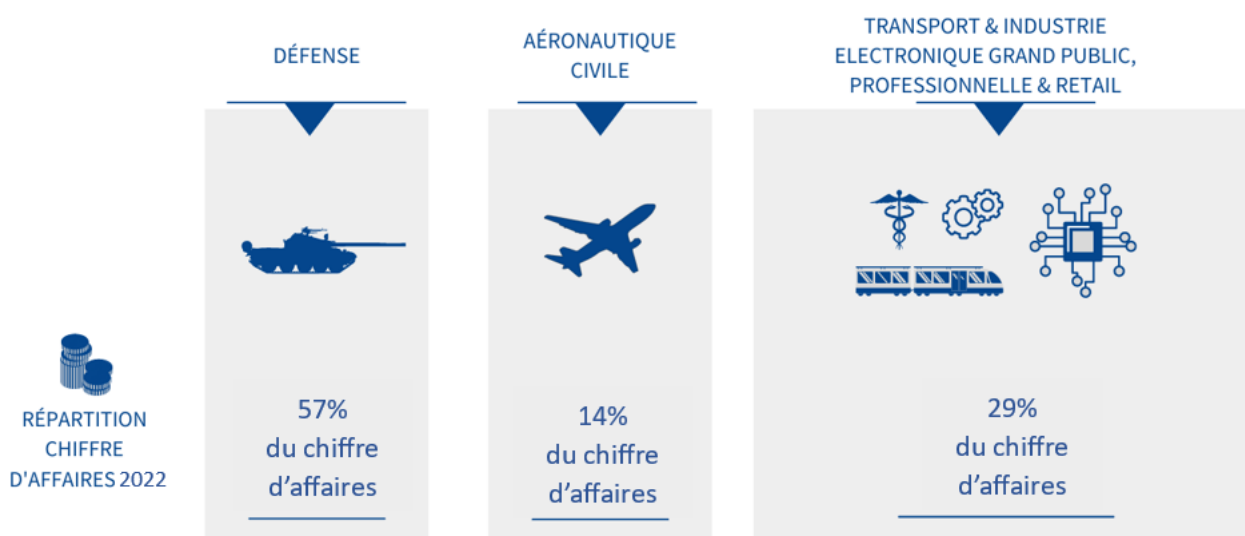 DÉFENSE
AÉRONAUTIQUE
CIVILE
TRANSPORT & INDUSTRIE
ELECTRONIQUE GRAND PUBLIC,
PROFESSIONNELLE & RETAIL
RÉPARTITION
CHIFFRE
D'AFFAIRES 2022
57%
du chiffre
d’affaires
14%
du chiffre
d’affaires
29%
du chiffre
d’affaires